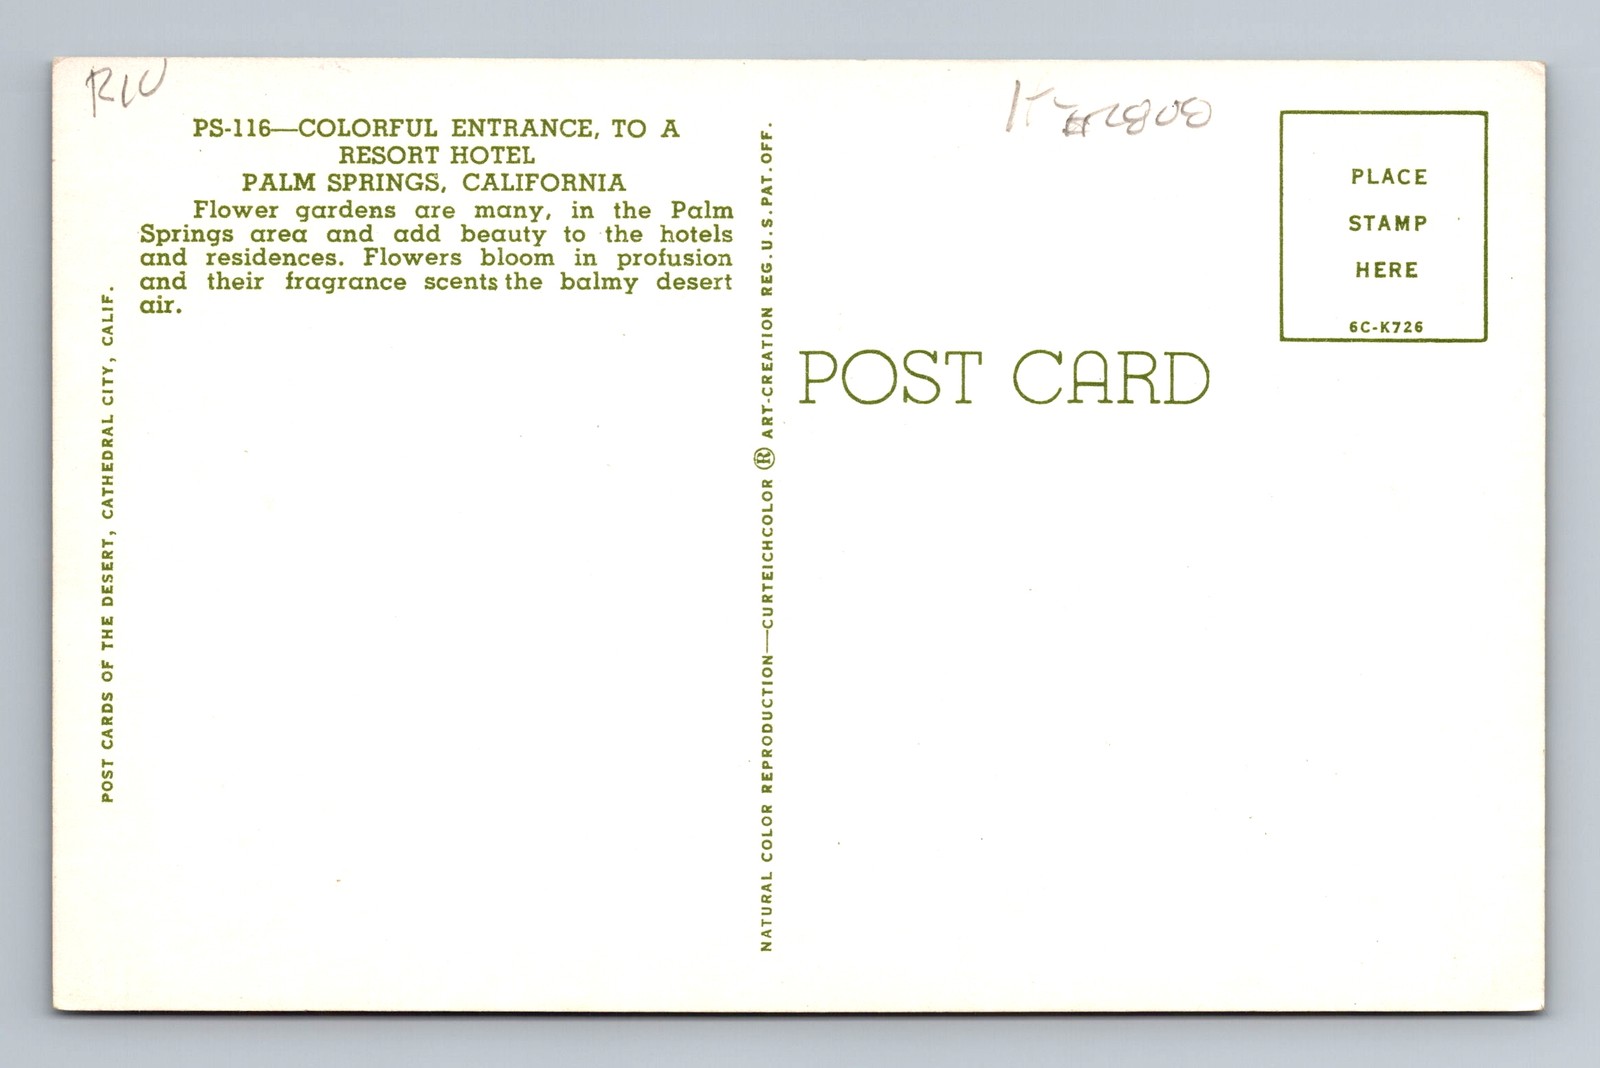 PS-116—COLORFUL ENTRANCE, TO A
RESORT HOTEL
PALM SPRINGS, CALIFORNIA
Flower gardens are many, in the Palm
Springs area and add beauty to the hotels
and residences. Flowers bloom in profusion
and their fragrance scents the balmy desert
air.
POST CARDS OF THE DESERT, CATHEDRAL CITY, CALIF.
NATURAL COLOR REPRODUCTION—CURTEICHCOLOR ® ART-CREATION REG. U.S. PAT. OFF.
POST CARD
PLACE
STAMP
HERE
6C-K726